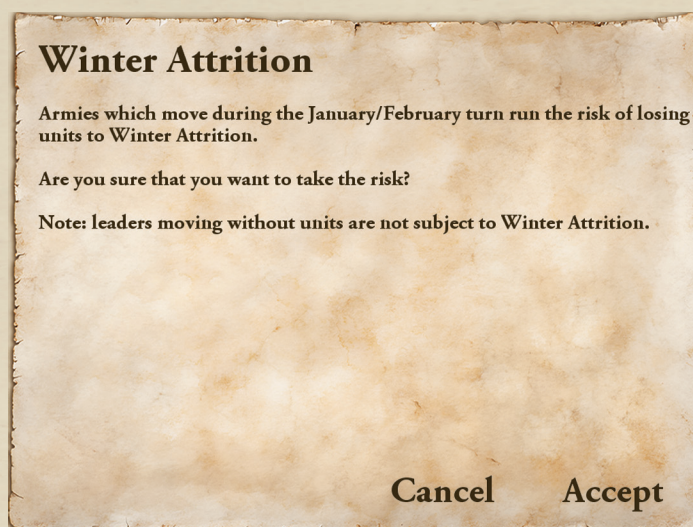 Winter Attrition
Armies which move during the January/February turn run the risk of losing
units to Winter Attrition.
Are you sure that you want to take the risk?
Note: leaders moving without units are not subject to Winter Attrition.
Cancel Accept